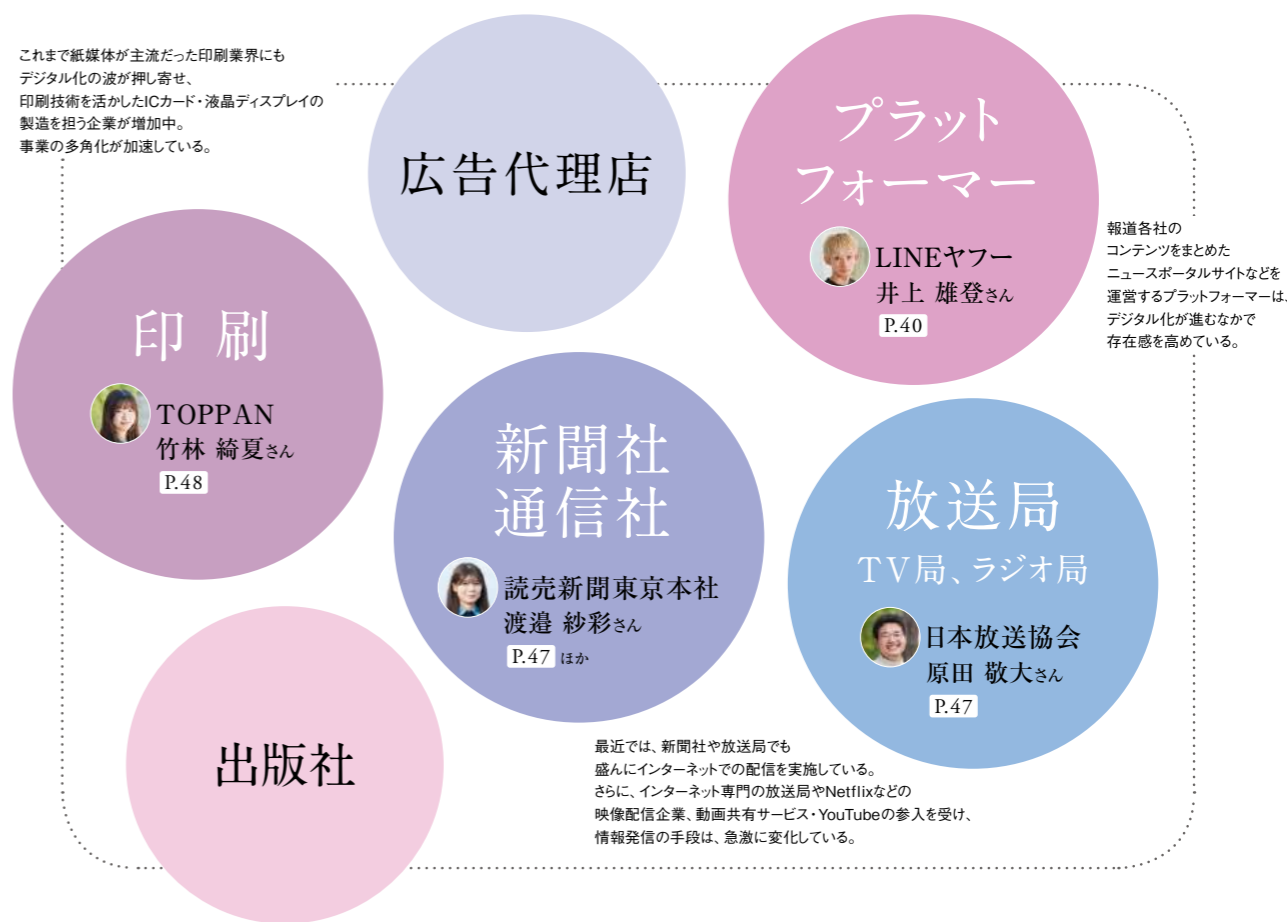 これまで紙媒体が主流だった印刷業界にも
デジタル化の波が押し寄せ、
印刷技術を活かしたICカード・液晶ディスプレイの
製造を担う企業が増加中。
事業の多角化が加速している。
広告代理店
プラット
フォーマー
LINEヤフー
井上 雄登さん
P.40
報道各社の
コンテンツをまとめた
ニュースポータルサイトなどを
運営するプラットフォーマーは、
デジタル化が進むなかで
存在感を高めている。
印刷
TOPPAN
竹林 綺夏さん
P.48
新聞社
通信社
読売新聞東京本社
渡邉 紗彩さん
P.47 ほか
放送局
TV局、ラジオ局
日本放送協会
原田 敬大さん
P.47
出版社
最近では、新聞社や放送局でも
盛んにインターネットでの配信を実施している。
さらに、インターネット専門の放送局やNetflixなどの
映像配信企業、動画共有サービス・YouTubeの参入を受け、
情報発信の手段は、急激に変化している。